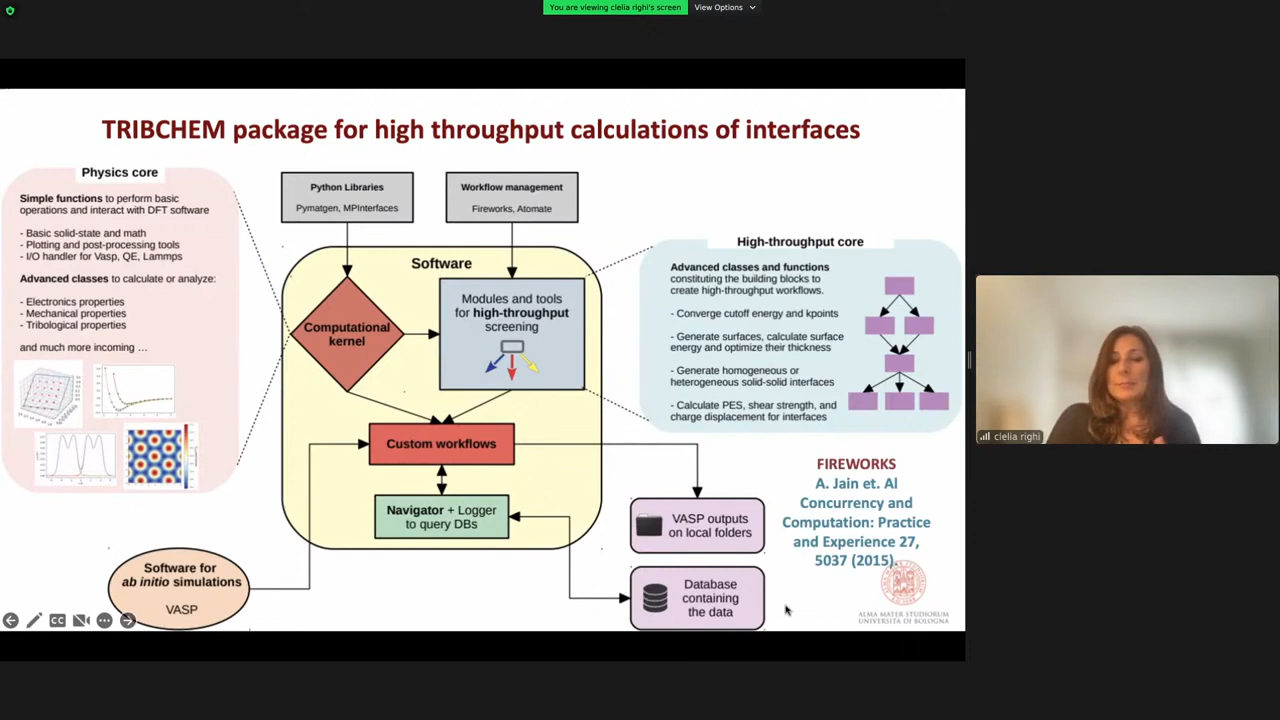 You are viewing clelia righi's screen
View Options
TRIBCHEM package for high throughput calculations of interfaces
Physics core
Simple functions to perform basic
operations and interact with DFT software
- Basic solid-state and math
- Plotting and post-processing tools
- I/O handler for Vasp, QE, Lammps
Advanced classes to calculate or analyze:
- Electronics properties
- Mechanical properties
- Tribological properties
and much more incoming ...
Python Libraries
Pymatgen, MPInterfaces
Workflow management
Fireworks, Atomate
Software
Computational
kernel
Modules and tools
for high-throughput
screening
Custom workflows
Navigator + Logger
to query DBs
Software for
ab initio simulations
VASP
High-throughput core
Advanced classes and functions
constituting the building blocks to
create high-throughput workflows.
- Converge cutoff energy and kpoints
- Generate surfaces, calculate surface
energy and optimize their thickness
- Generate homogeneous or
heterogeneous solid-solid interfaces
- Calculate PES, shear strength, and
charge displacement for interfaces
VASP outputs
on local folders
Database
containing
the data
FIREWORKS
A. Jain et. Al
Concurrency and
Computation: Practice
and Experience 27,
5037 (2015).
ALMA MATER STUDIORUM
UNIVERSITÀ DI BOLOGNA
CC
clelia righi